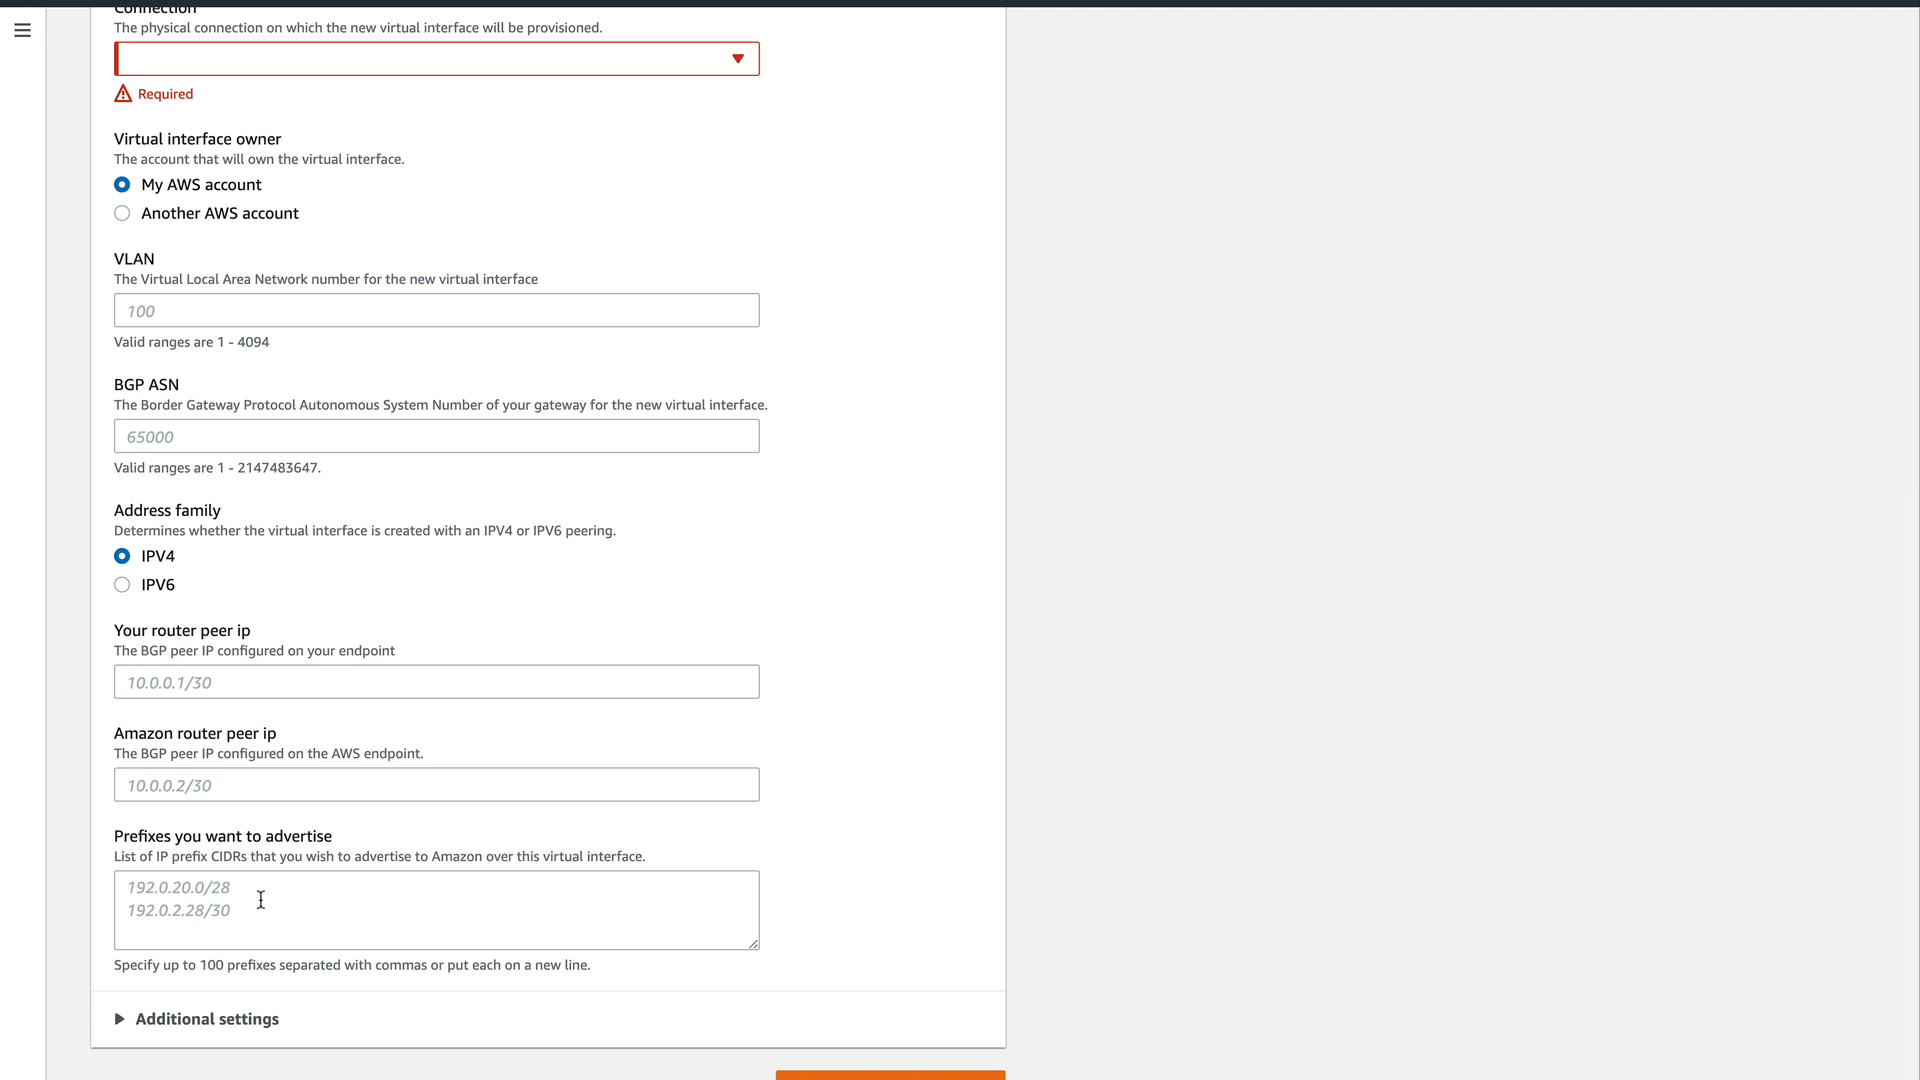 Connection
The physical connection on which the new virtual interface will be provisioned.
Required
Virtual interface owner
The account that will own the virtual interface.
My AWS account
Another AWS account
VLAN
The Virtual Local Area Network number for the new virtual interface
100
Valid ranges are 1 - 4094
BGP ASN
The Border Gateway Protocol Autonomous System Number of your gateway for the new virtual interface.
65000
Valid ranges are 1 - 2147483647.
Address family
Determines whether the virtual interface is created with an IPV4 or IPV6 peering.
IPV4
IPV6
Your router peer ip
The BGP peer IP configured on your endpoint
10.0.0.1/30
Amazon router peer ip
The BGP peer IP configured on the AWS endpoint.
10.0.0.2/30
Prefixes you want to advertise
List of IP prefix CIDRs that you wish to advertise to Amazon over this virtual interface.
192.0.20.0/28
192.0.2.28/30
Specify up to 100 prefixes separated with commas or put each on a new line.
Additional settings